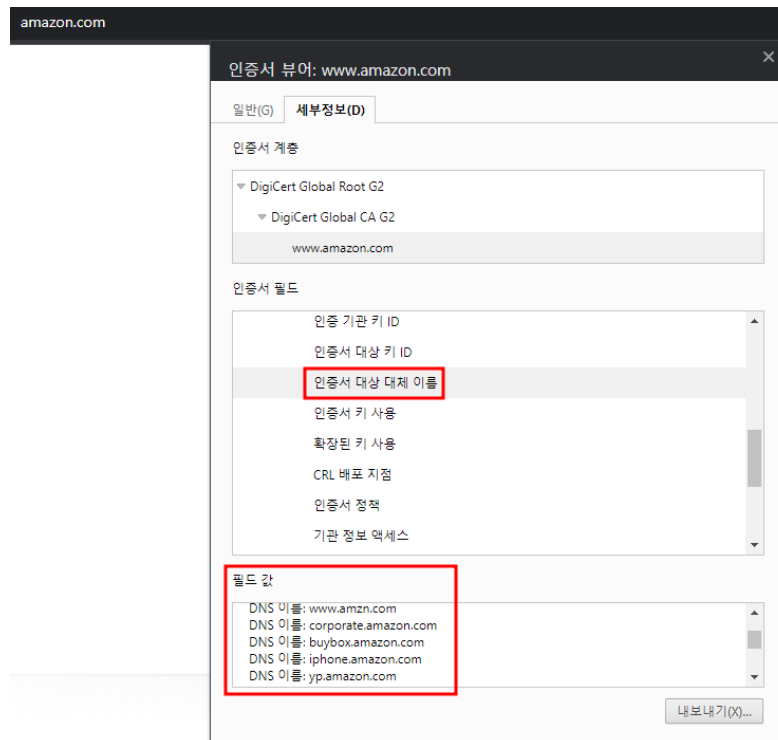 amazon.com
인증서 뷰어: www.amazon.com
일반(G) 세부정보(D)
인증서 계층
DigiCert Global Root G2
DigiCert Global CA G2
www.amazon.com
인증서 필드
인증 기관 키 ID
인증서 대상 키 ID
인증서 대상 대체 이름
인증서 키 사용
확장된 키 사용
CRL 배포 지점
인증서 정책
기관 정보 액세스
필드 값
DNS 이름: www.amzn.com
DNS 이름: corporate.amazon.com
DNS 이름: buybox.amazon.com
DNS 이름: iphone.amazon.com
DNS 이름: yp.amazon.com
내보내기(X)...